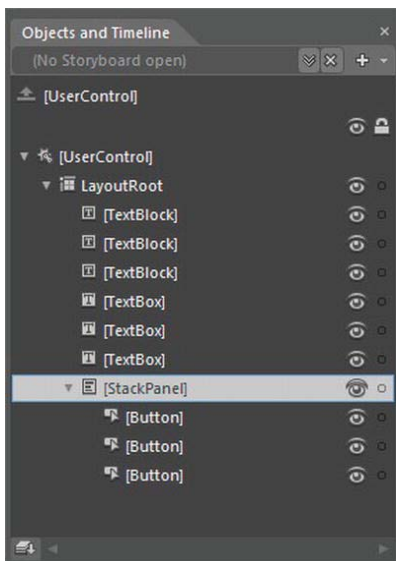 Objects and Timeline
(No Storyboard open)
[UserControl]
[UserControl]
LayoutRoot
[TextBlock]
[TextBlock]
[TextBlock]
[TextBox]
[TextBox]
[TextBox]
[StackPanel]
[Button]
[Button]
[Button]